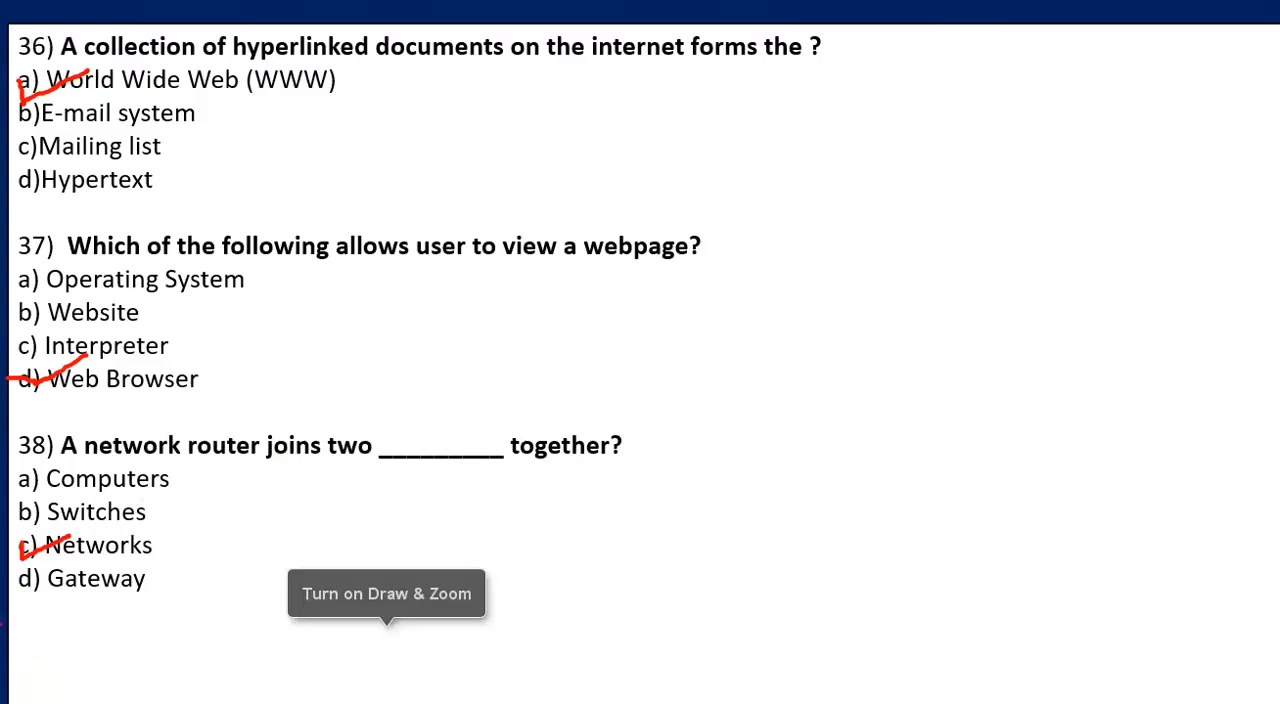 36) A collection of hyperlinked documents on the internet forms the ?
a) World Wide Web (WWW)
b)E-mail system
c)Mailing list
d)Hypertext
37)  Which of the following allows user to view a webpage?
a) Operating System
b) Website
c) Interpreter
d) Web Browser
38) A network router joins two _________ together?
a) Computers
b) Switches
c) Networks
d) Gateway
Turn on Draw & Zoom